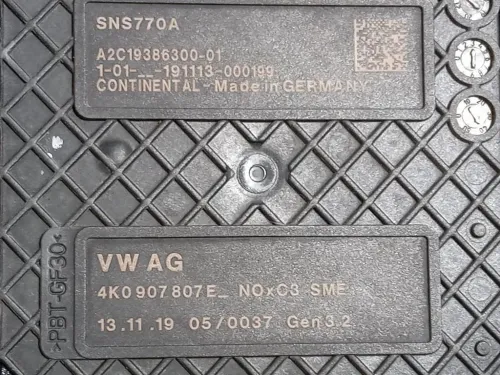 SNS770A
A2C19386300-01
1-01-__-191113-000199
CONTINENTAL-Made in GERMANY
VW AG
4K0 907 807 E_ NOxC3 SME
13.11.19 05/0037 Gen3.2
>PBT-GF30<